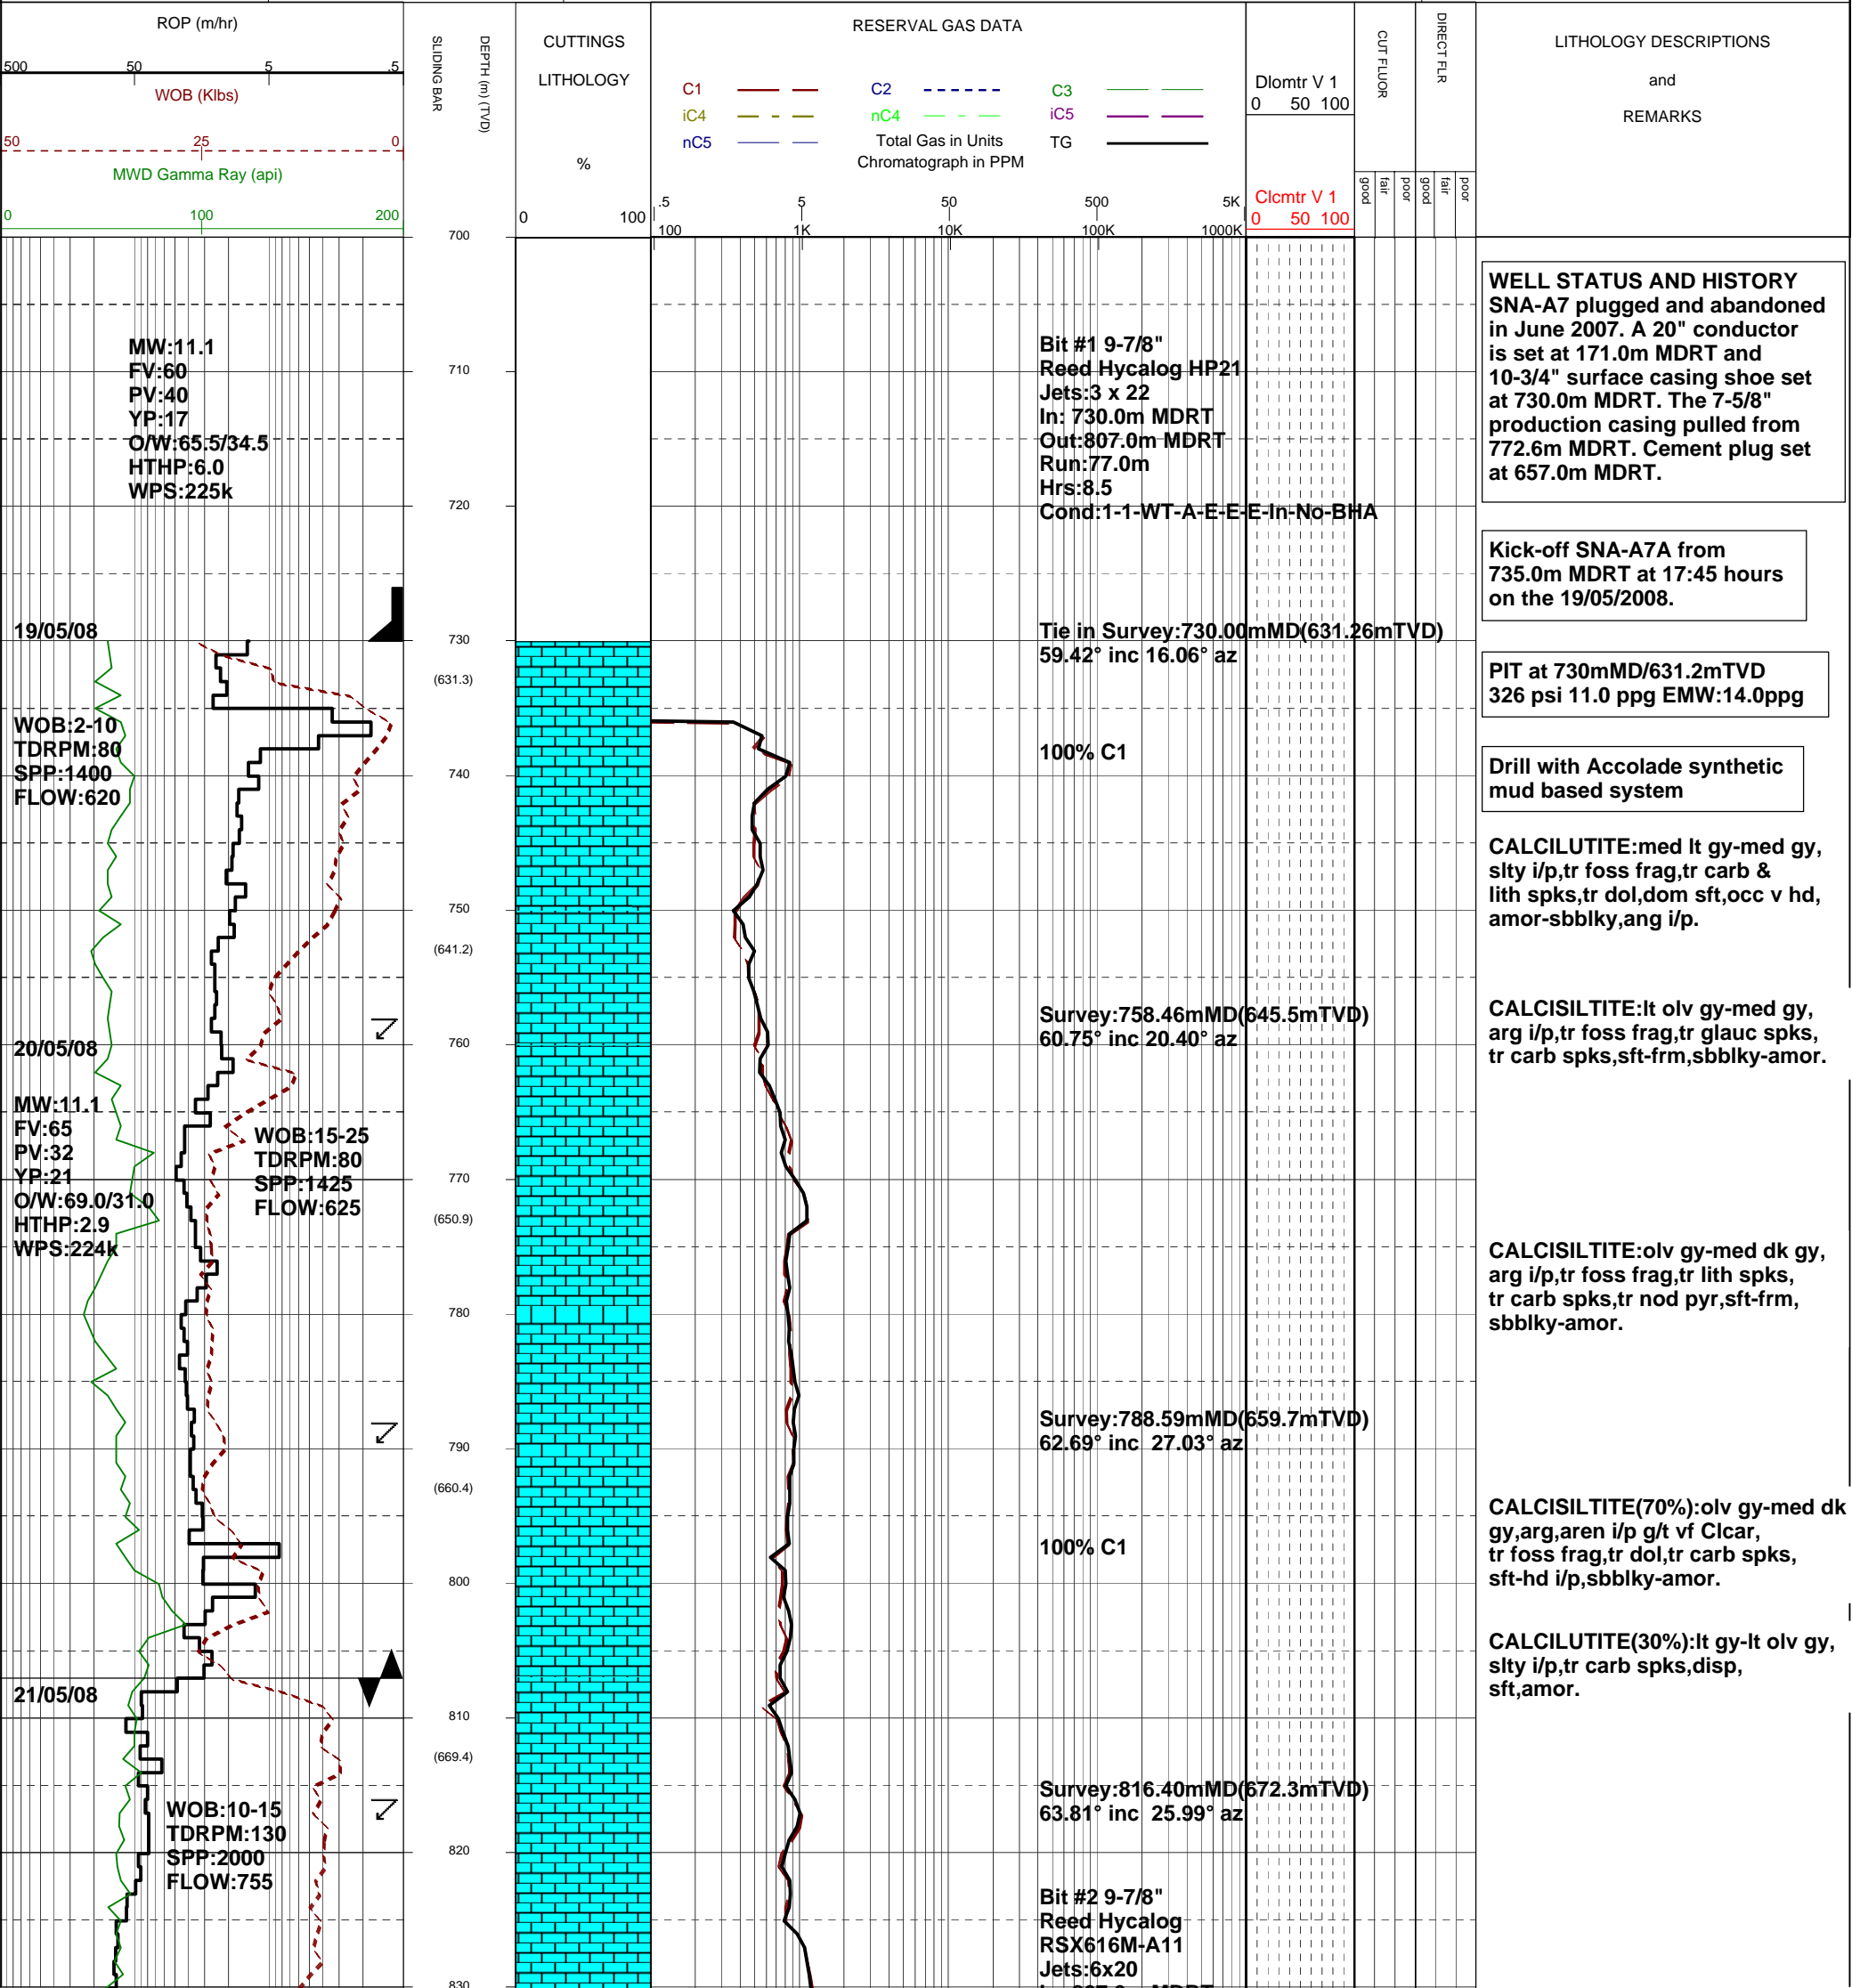 ROP (m/hr)
500 50 5 .5
WOB (Klbs)
50 25 0
MWD Gamma Ray (api)
0 100 200
SLIDING BAR
DEPTH (m) (TVD)
CUTTINGS
LITHOLOGY
%
0 100
RESERVAL GAS DATA
C1 C2 C3
iC4 nC4 iC5
nC5 Total Gas in Units TG
Chromatograph in PPM
.5 5 50 500 5K
100 1K 10K 100K 1000K
Dlomtr V 1
0 50 100
Clcmtr V 1
0 50 100
CUT FLUOR
DIRECT FLR
good fair poor good fair poor
LITHOLOGY DESCRIPTIONS
and
REMARKS
700
710
720
730
(631.3)
740
750
(641.2)
760
770
(650.9)
780
790
(660.4)
800
810
(669.4)
820
830
MW:11.1
FV:60
PV:40
YP:17
O/W:65.5/34.5
HTHP:6.0
WPS:225k
19/05/08
WOB:2-10
TDRPM:80
SPP:1400
FLOW:620
20/05/08
MW:11.1
FV:65
PV:32
YP:21
O/W:69.0/31.0
HTHP:2.9
WPS:224k
WOB:15-25
TDRPM:80
SPP:1425
FLOW:625
21/05/08
WOB:10-15
TDRPM:130
SPP:2000
FLOW:755
Bit #1 9-7/8"
Reed Hycalog HP21
Jets:3 x 22
In: 730.0m MDRT
Out:807.0m MDRT
Run:77.0m
Hrs:8.5
Cond:1-1-WT-A-E-E-E-In-No-BHA
Tie in Survey:730.00mMD(631.26mTVD)
59.42° inc 16.06° az
100% C1
Survey:758.46mMD(645.5mTVD)
60.75° inc 20.40° az
Survey:788.59mMD(659.7mTVD)
62.69° inc 27.03° az
100% C1
Survey:816.40mMD(672.3mTVD)
63.81° inc 25.99° az
Bit #2 9-7/8"
Reed Hycalog
RSX616M-A11
Jets:6x20
WELL STATUS AND HISTORY
SNA-A7 plugged and abandoned
in June 2007. A 20" conductor
is set at 171.0m MDRT and
10-3/4" surface casing shoe set
at 730.0m MDRT. The 7-5/8"
production casing pulled from
772.6m MDRT. Cement plug set
at 657.0m MDRT.
Kick-off SNA-A7A from
735.0m MDRT at 17:45 hours
on the 19/05/2008.
PIT at 730mMD/631.2mTVD
326 psi 11.0 ppg EMW:14.0ppg
Drill with Accolade synthetic
mud based system
CALCILUTITE:med lt gy-med gy,
slty i/p,tr foss frag,tr carb &
lith spks,tr dol,dom sft,occ v hd,
amor-sbblky,ang i/p.
CALCISILTITE:lt olv gy-med gy,
arg i/p,tr foss frag,tr glauc spks,
tr carb spks,sft-frm,sbblky-amor.
CALCISILTITE:olv gy-med dk gy,
arg i/p,tr foss frag,tr lith spks,
tr carb spks,tr nod pyr,sft-frm,
sbblky-amor.
CALCISILTITE(70%):olv gy-med dk
gy,arg,aren i/p g/t vf Clcar,
tr foss frag,tr dol,tr carb spks,
sft-hd i/p,sbblky-amor.
CALCILUTITE(30%):lt gy-lt olv gy,
slty i/p,tr carb spks,disp,
sft,amor.